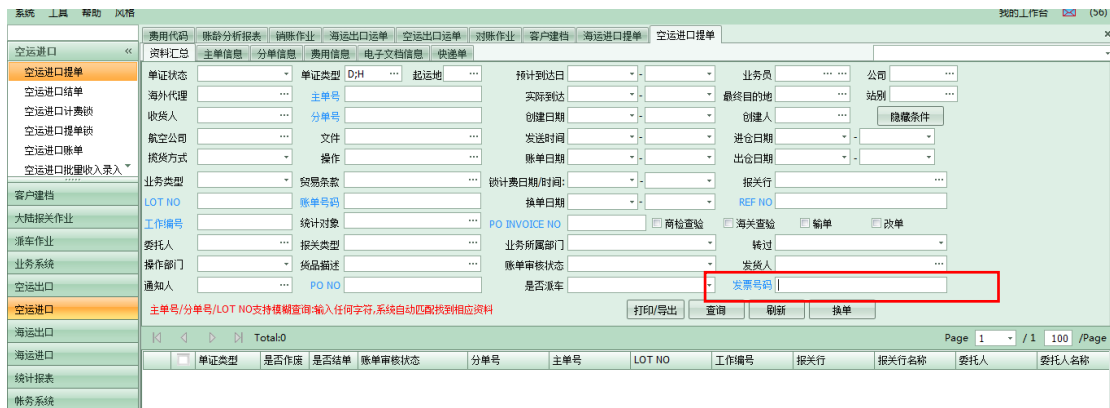 系统 工具 帮助 风格 我的工作台 (56)
费用代码 账龄分析报表 销账作业 海运出口运单 空运出口运单 对账作业 客户建档 海运进口提单 空运进口提单 x
空运进口 « 资料汇总 主单信息 分单信息 费用信息 电子文档信息 快递单
空运进口提单
空运进口结单
空运进口计费锁
空运进口提单锁
空运进口账单
空运进口批量收入录入
客户建档
大陆报关作业
派车作业
业务系统
空运出口
空运进口
海运出口
海运进口
统计报表
帐务系统
单证状态 单证类型 D;H ... 起运地 ... 预计到达日 - 业务员 ... ... 公司 ...
海外代理 ... 主单号 实际到达 - 最终目的地 ... 站别 ...
收货人 ... 分单号 创建日期 - 创建人 ... 隐藏条件
航空公司 ... 文件 ... 发送时间 - 进仓日期 -
揽货方式 操作 ... 账单日期 - 出仓日期 -
业务类型 贸易条款 ... 锁计费日期/时间: - 报关行 ...
LOT NO 账单号码 换单日期 - REF NO
工作编号 统计对象 ... PO INVOICE NO 商检查验 海关查验 输单 改单
委托人 ... 报关类型 ... 业务所属部门 转过
操作部门 ... 货品描述 ... 账单审核状态 发货人 ...
通知人 ... PO NO 是否派车 发票号码
主单号/分单号/LOT NO支持模糊查询:输入任何字符,系统自动匹配找到相应资料 打印/导出 查询 刷新 换单
Total:0 Page 1 / 1 100 /Page
单证类型 是否作废 是否结单 账单审核状态 分单号 主单号 LOT NO 工作编号 报关行 报关行名称 委托人 委托人名称